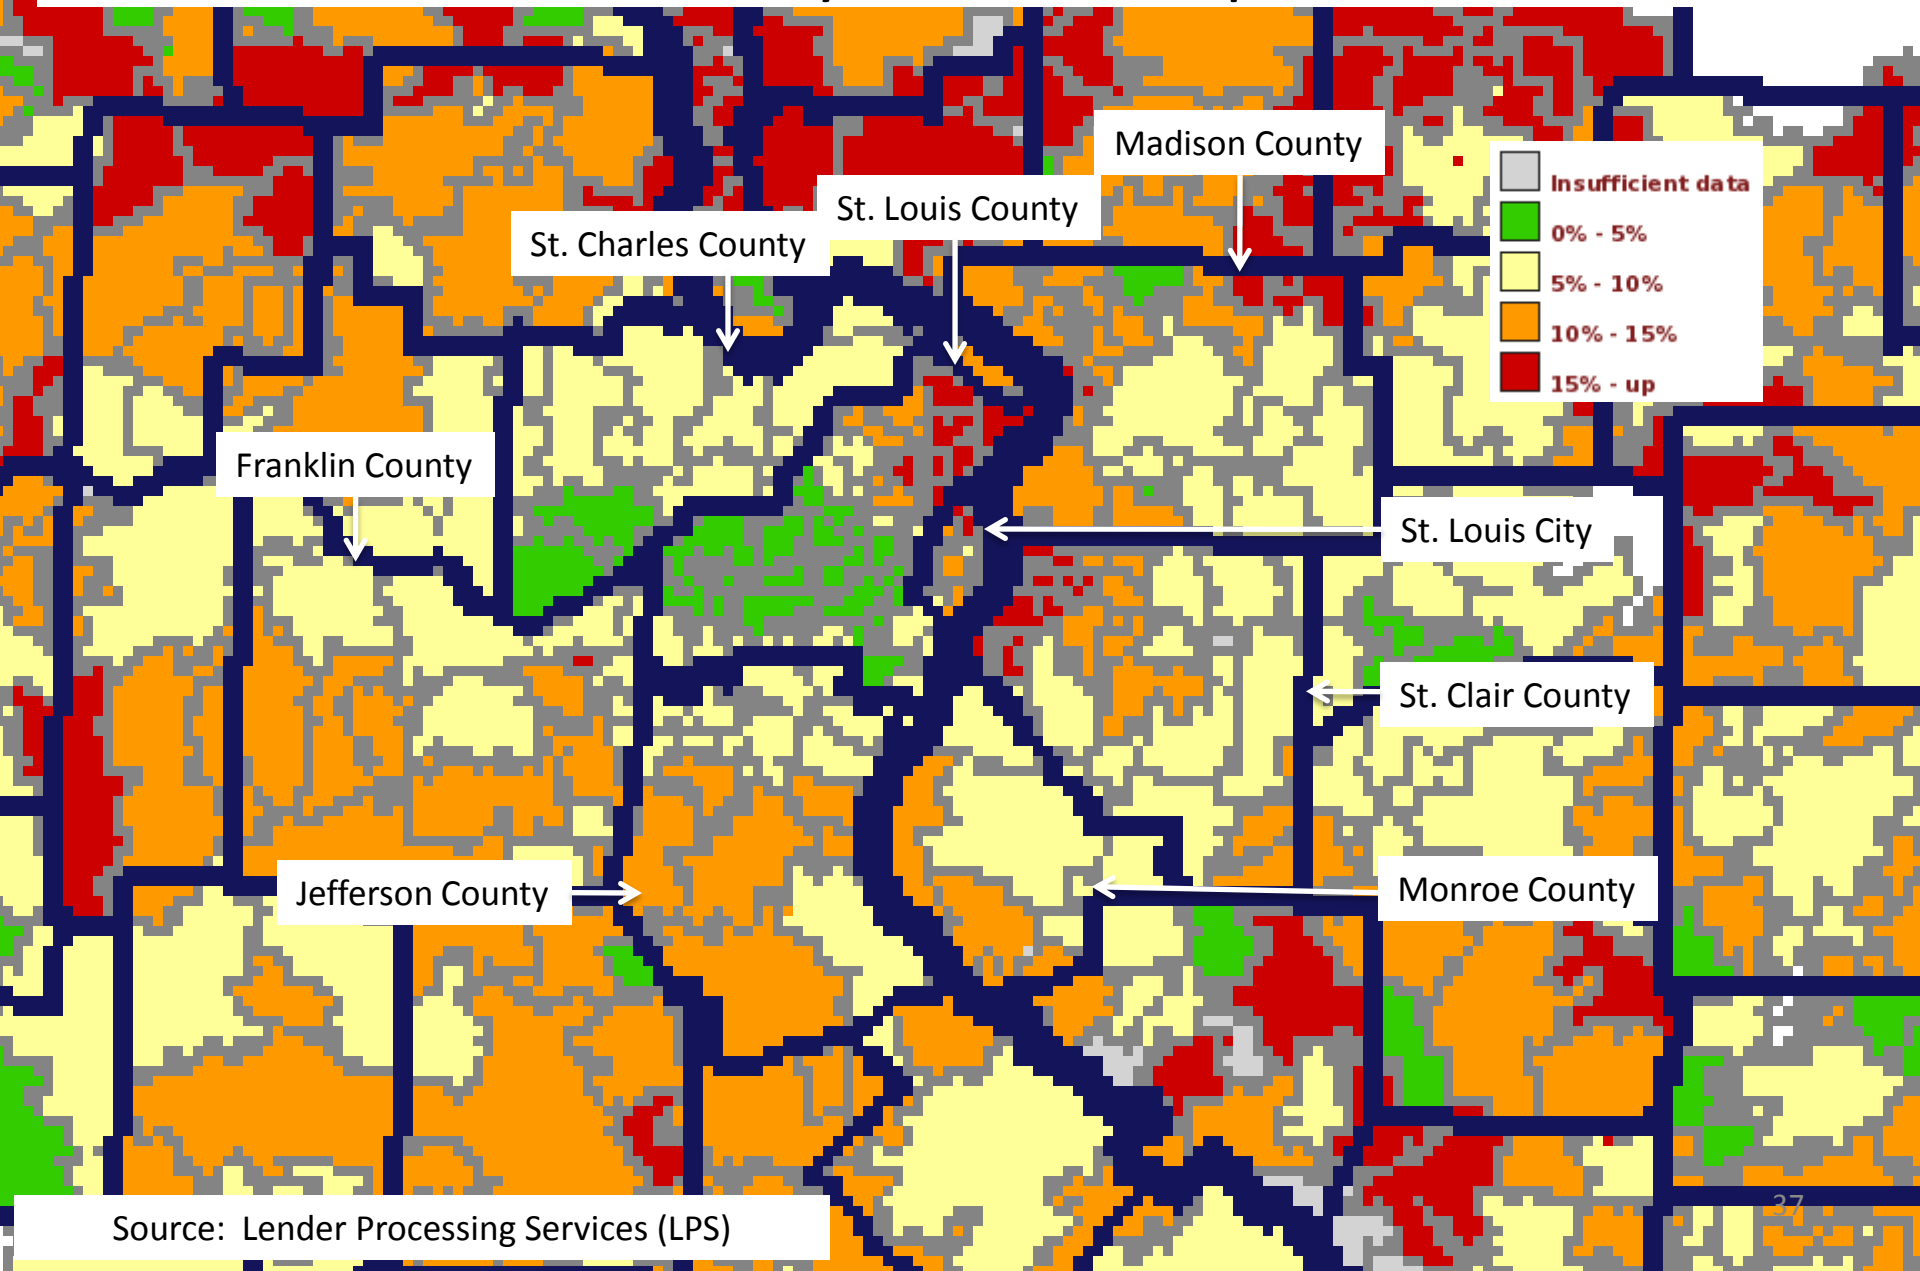 Madison County
St. Louis County
St. Charles County
Insufficient data
0% - 5%
5% - 10%
10% - 15%
15% - up
Franklin County
St. Louis City
St. Clair County
Jefferson County
Monroe County
37
Source: Lender Processing Services (LPS)